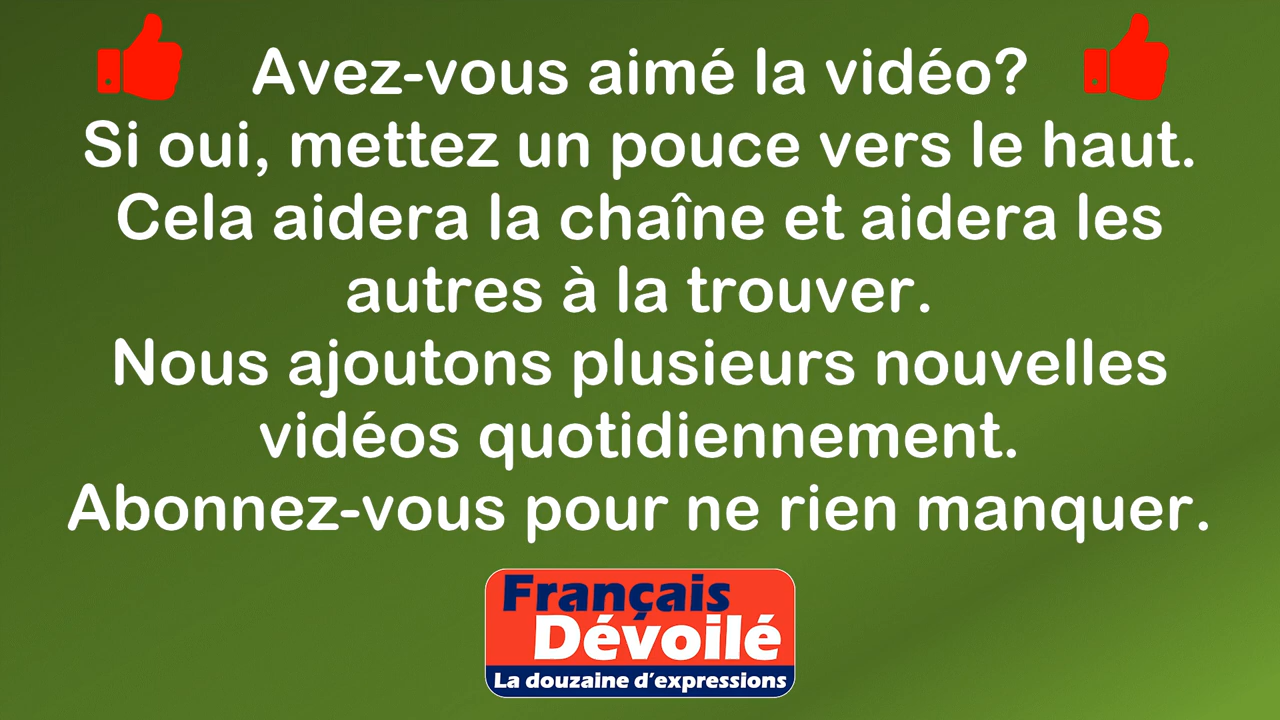 Avez-vous aimé la vidéo?
Si oui, mettez un pouce vers le haut.
Cela aidera la chaîne et aidera les
autres à la trouver.
Nous ajoutons plusieurs nouvelles
vidéos quotidiennement.
Abonnez-vous pour ne rien manquer.
Français
Dévoilé
La douzaine d'expressions